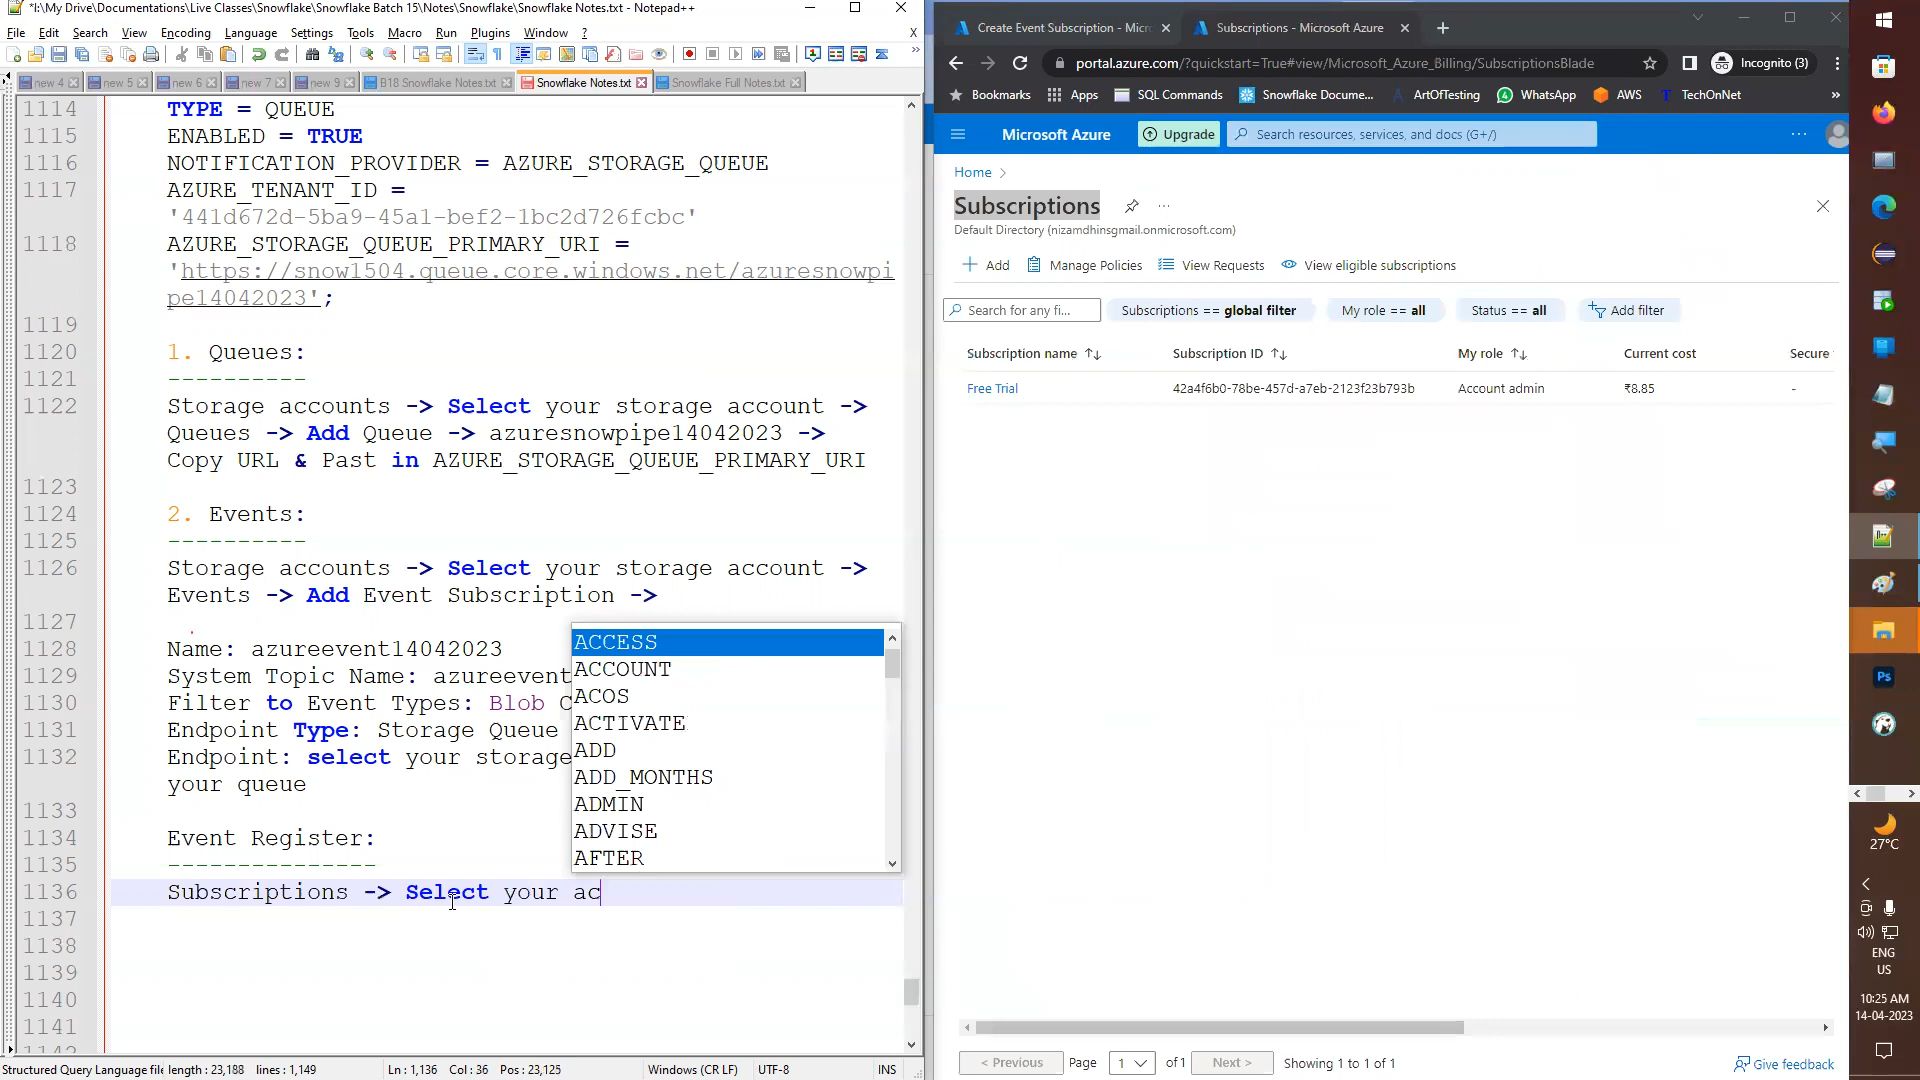 *I:\My Drive\Documentations\Live Classes\Snowflake\Snowflake Batch 15\Notes\Snowflake\Snowflake Notes.txt - Notepad++
File Edit Search View Encoding Language Settings Tools Macro Run Plugins Window ? X
new 4 new 5 new 6 new 7 new 9 B18 Snowflake Notes.txt Snowflake Notes.txt Snowflake Full Notes.txt
1114 TYPE = QUEUE
1115 ENABLED = TRUE
1116 NOTIFICATION_PROVIDER = AZURE_STORAGE_QUEUE
1117 AZURE_TENANT_ID =
'441d672d-5ba9-45a1-bef2-1bc2d726fcbc'
1118 AZURE_STORAGE_QUEUE_PRIMARY_URI =
'https://snow1504.queue.core.windows.net/azuresnowpi
pe14042023';
1119
1120 1. Queues:
1121 ----------
1122 Storage accounts -> Select your storage account ->
Queues -> Add Queue -> azuresnowpipe14042023 ->
Copy URL & Past in AZURE_STORAGE_QUEUE_PRIMARY_URI
1123
1124 2. Events:
1125 ----------
1126 Storage accounts -> Select your storage account ->
Events -> Add Event Subscription ->
1127
1128 Name: azureevent14042023
1129 System Topic Name: azureevent
1130 Filter to Event Types: Blob C
1131 Endpoint Type: Storage Queue
1132 Endpoint: select your storage
your queue
1133
1134 Event Register:
1135 ---------------
1136 Subscriptions -> Select your ac
1137
1138
1139
1140
1141
1142
ACCESS
ACCOUNT
ACOS
ACTIVATE
ADD
ADD_MONTHS
ADMIN
ADVISE
AFTER
Structured Query Language file length : 23,188 lines : 1,149 Ln : 1,136 Col : 36 Pos : 23,125 Windows (CR LF) UTF-8 INS
Create Event Subscription - Micr Subscriptions - Microsoft Azure
portal.azure.com/?quickstart=True#view/Microsoft_Azure_Billing/SubscriptionsBlade Incognito (3)
Bookmarks Apps SQL Commands Snowflake Docume... ArtOfTesting WhatsApp AWS TechOnNet »
Microsoft Azure Upgrade Search resources, services, and docs (G+/) ...
Home >
Subscriptions ...
Default Directory (nizamdhinsgmail.onmicrosoft.com)
Add Manage Policies View Requests View eligible subscriptions
Search for any fi... Subscriptions == global filter My role == all Status == all Add filter
Subscription name Subscription ID My role Current cost Secure
Free Trial 42a4f6b0-78be-457d-a7eb-2123f23b793b Account admin ₹8.85 -
< Previous Page 1 of 1 Next > Showing 1 to 1 of 1 Give feedback
Ps
27°C
ENG
US
10:25 AM
14-04-2023